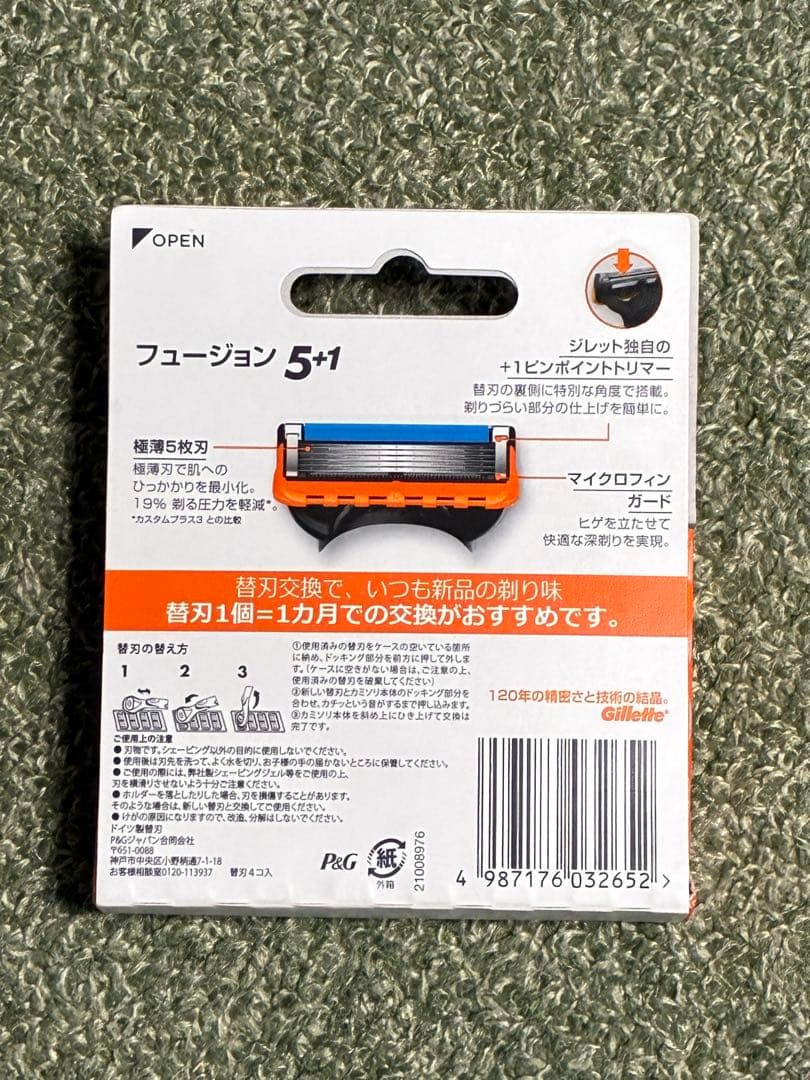 OPEN
フュージョン 5+1
ジレット独自の
+1ピンポイントトリマー
替刃の裏側に特別な角度で搭載。
剃りづらい部分の仕上げを簡単に。
極薄5枚刃
極薄刃で肌への
ひっかかりを最小化。
19% 剃る圧力を軽減*。
*カスタムプラス3 との比較
マイクロフィン
ガード
ヒゲを立たせて
快適な深剃りを実現。
替刃交換で、いつも新品の剃り味
替刃1個=1カ月での交換がおすすめです。
替刃の替え方
1 2 3
①使用済みの替刃をケースの空いている箇所
に納め、ドッキング部分を前方に押して外しま
す。(ケースに空きがない場合は、ご注意の上、
使用済みの替刃を破棄してください)
②新しい替刃とカミソリ本体のドッキング部分を
合わせ、カチッという音がするまで押し込みます。
③カミソリ本体を斜め上にひき上げて交換は
完了です。
120年の精密さと技術の結晶。
Gillette
ご使用上の注意
●刃物です。シェービング以外の目的に使用しないでください。
●使用後は刃先を洗って、よく水を切り、お子様の手の届かないところに保管してください。
●ご使用の際には、弊社製シェービングジェル等をご使用の上、
刃を横滑りさせないよう十分ご注意ください。
●ホルダーを落としたりした場合、刃を損傷することがあります。
そのような場合は、新しい替刃と交換してご使用ください。
●けがの原因になりますので、改造、分解はしないでください。
ドイツ製替刃
P&Gジャパン合同会社
〒651-0088
神戸市中央区小野柄通7-1-18
お客様相談室0120-113937 替刃4コ入
P&G
紙
外箱
21008976
4 987176 032652 >